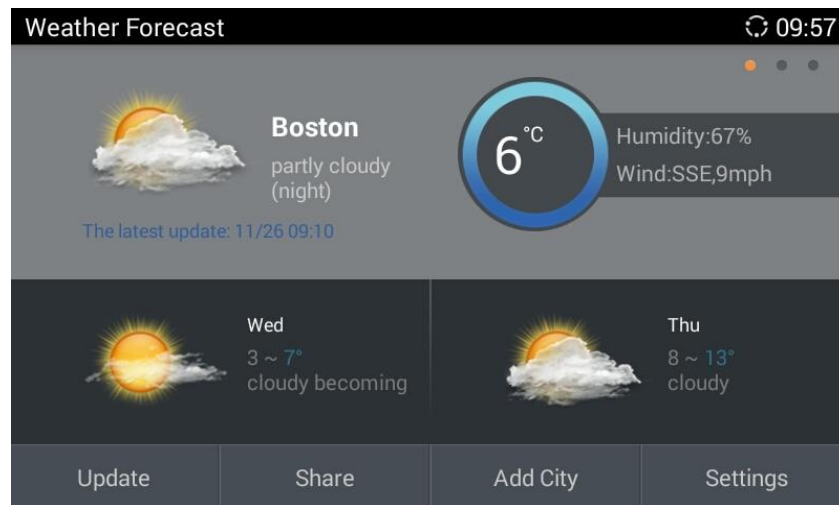 Weather Forecast 09:57
Boston
partly cloudy
(night)
The latest update: 11/26 09:10
6°C
Humidity:67%
Wind:SSE,9mph
Wed
3 ~ 7°
cloudy becoming
Thu
8 ~ 13°
cloudy
Update Share Add City Settings